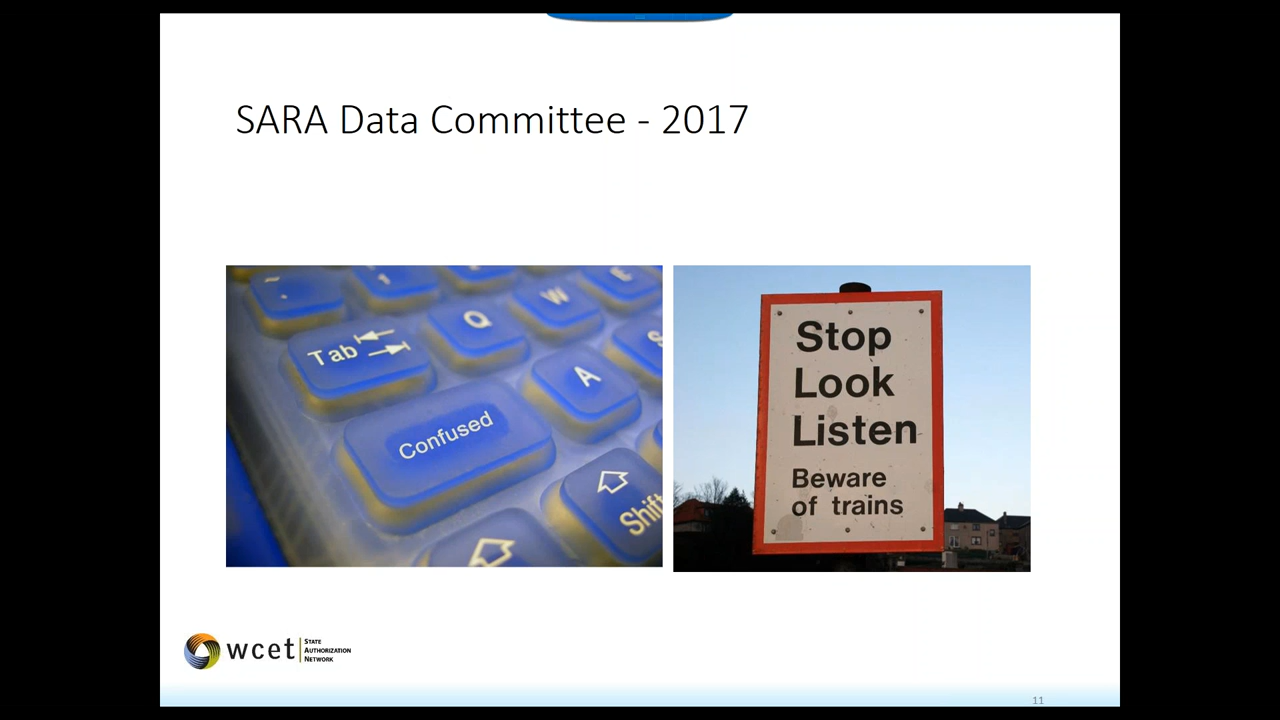 SARA Data Committee - 2017
~
Q
W
E
Tab
A
S
Confused
Shift
Stop
Look
Listen
Beware
of trains
wcet
STATE
AUTHORIZATION
NETWORK
11